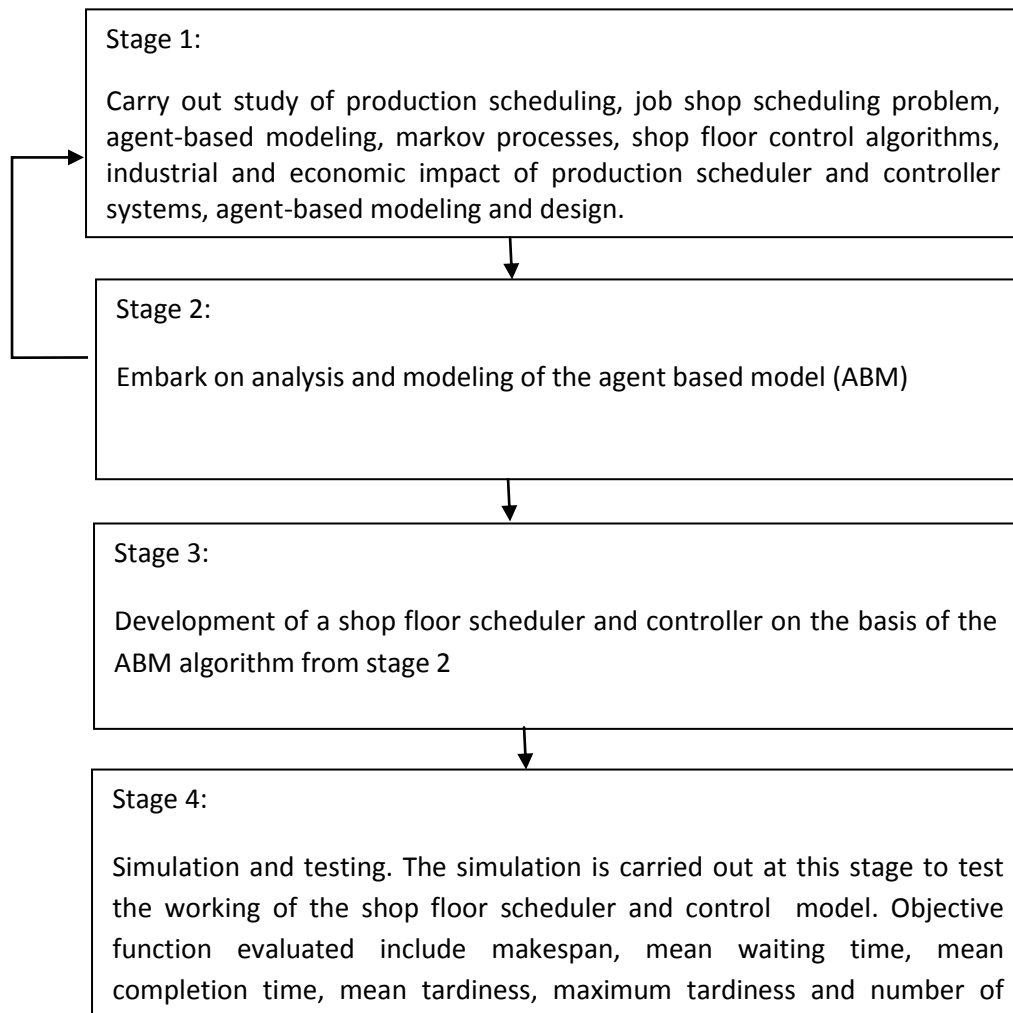 Stage 1:
Carry out study of production scheduling, job shop scheduling problem,
agent-based modeling, markov processes, shop floor control algorithms,
industrial and economic impact of production scheduler and controller
systems, agent-based modeling and design.
Stage 2:
Embark on analysis and modeling of the agent based model (ABM)
Stage 3:
Development of a shop floor scheduler and controller on the basis of the
ABM algorithm from stage 2
Stage 4:
Simulation and testing. The simulation is carried out at this stage to test
the working of the shop floor scheduler and control model. Objective
function evaluated include makespan, mean waiting time, mean
completion time, mean tardiness, maximum tardiness and number of